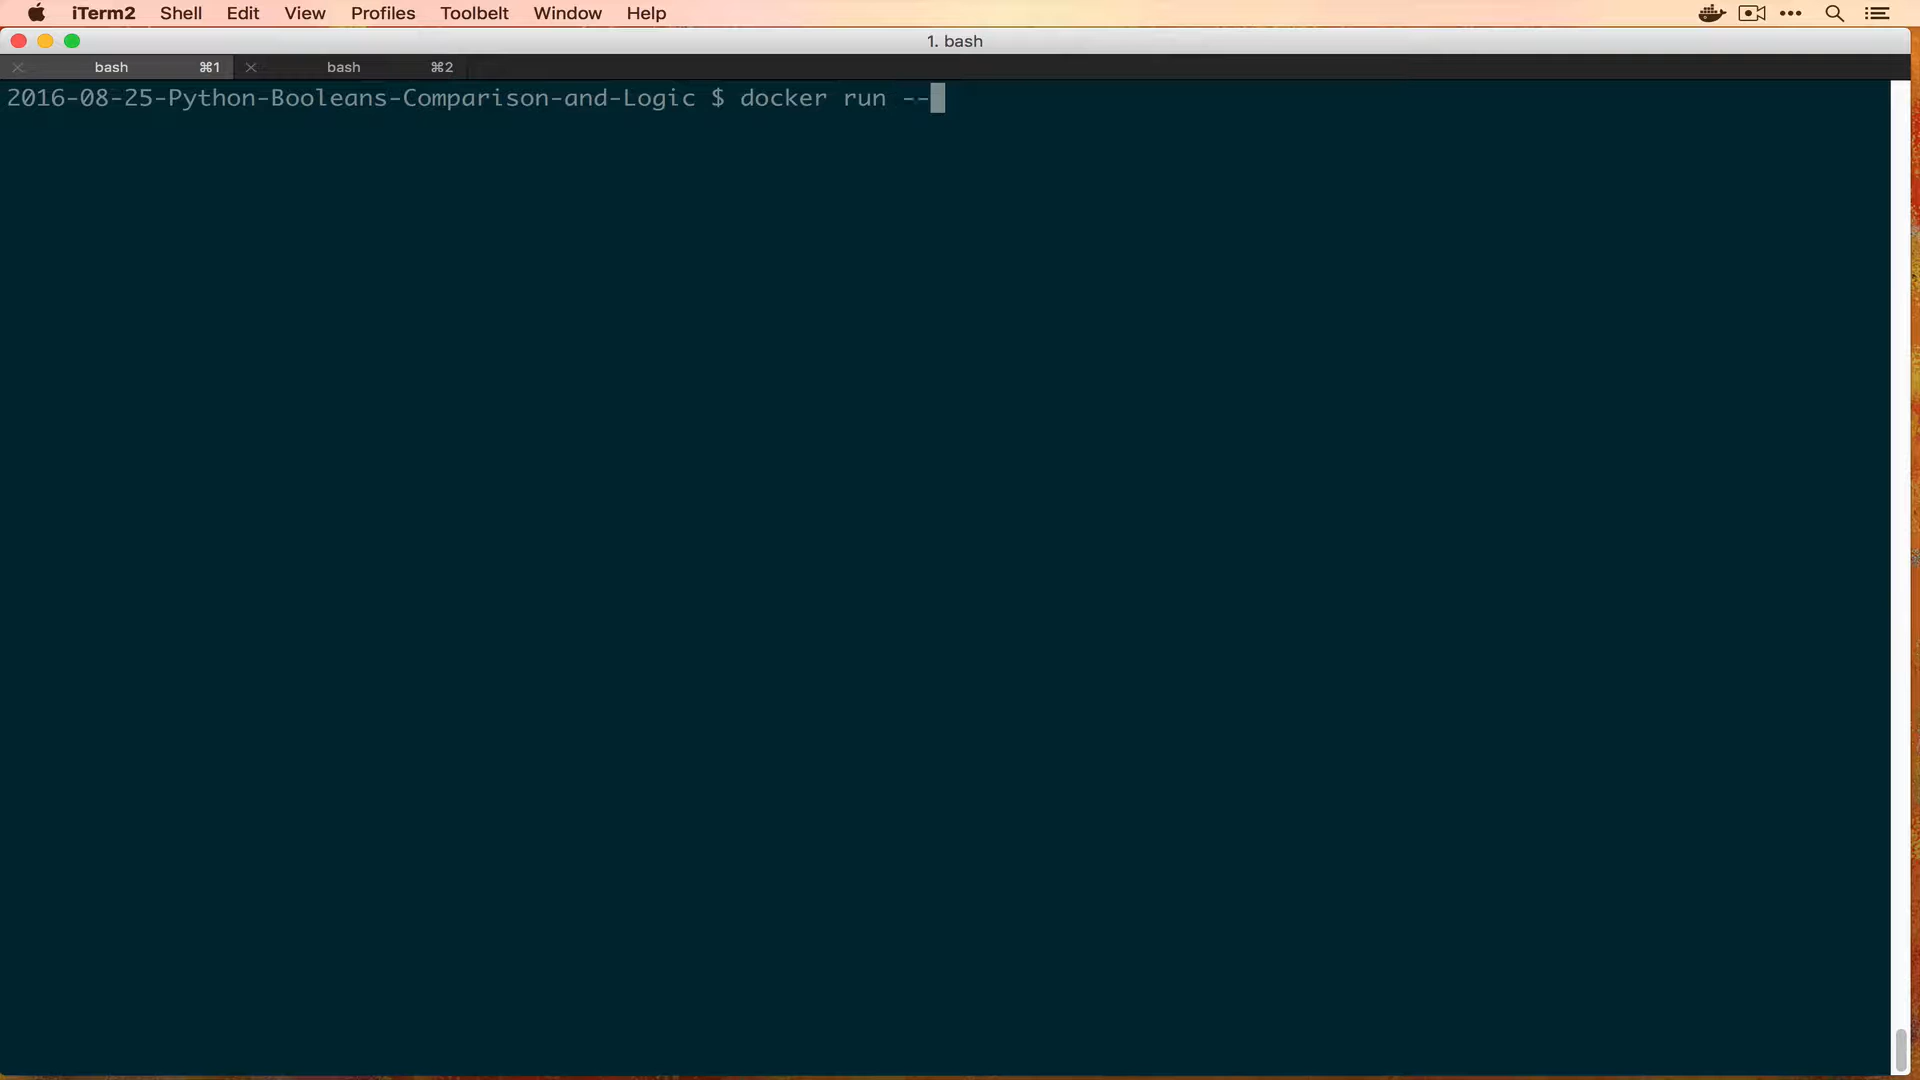 iTerm2 Shell Edit View Profiles Toolbelt Window Help
1. bash
bash ⌘1 bash ⌘2
2016-08-25-Python-Booleans-Comparison-and-Logic $ docker run --